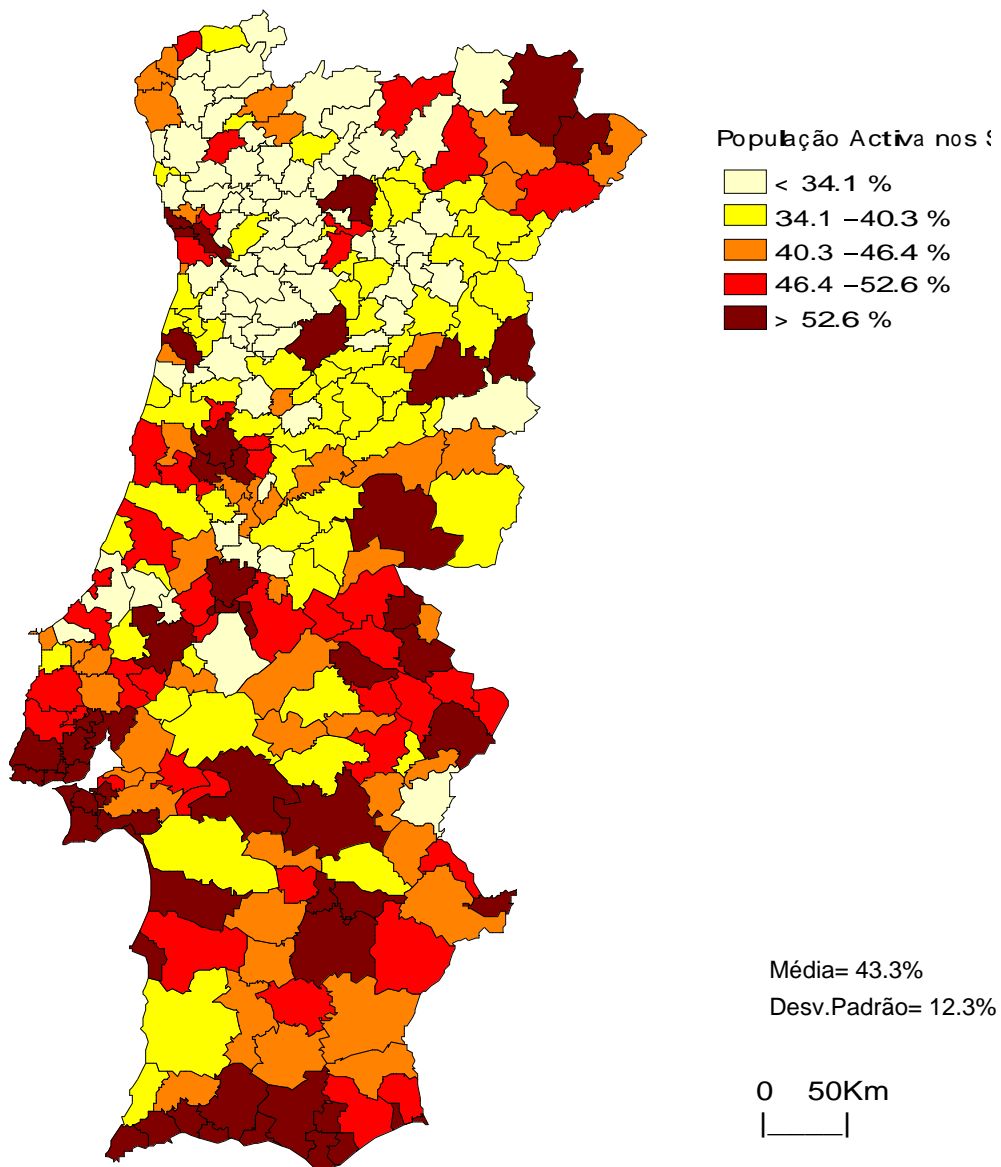 População Activa nos S
< 34.1 %
34.1 –40.3 %
40.3 –46.4 %
46.4 –52.6 %
> 52.6 %
Média= 43.3%
Desv.Padrão= 12.3%
0 50Km